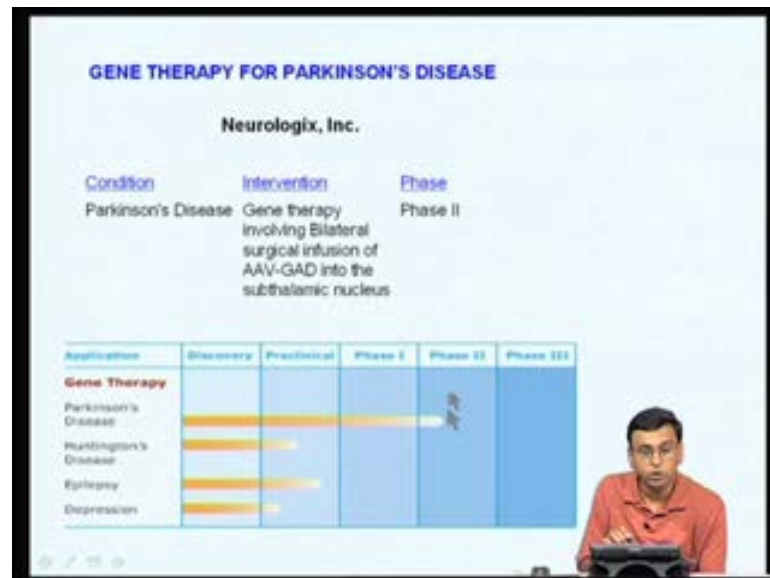 GENE THERAPY FOR PARKINSON'S DISEASE
Neurologix, Inc.
Condition Intervention Phase
Parkinson's Disease Gene therapy Phase II
involving Bilateral
surgical infusion of
AAV-GAD into the
subthalamic nucleus
Application Discovery Preclinical Phase I Phase II Phase III
Gene Therapy
Parkinson's
Disease
Huntington's
Disease
Epilepsy
Depression